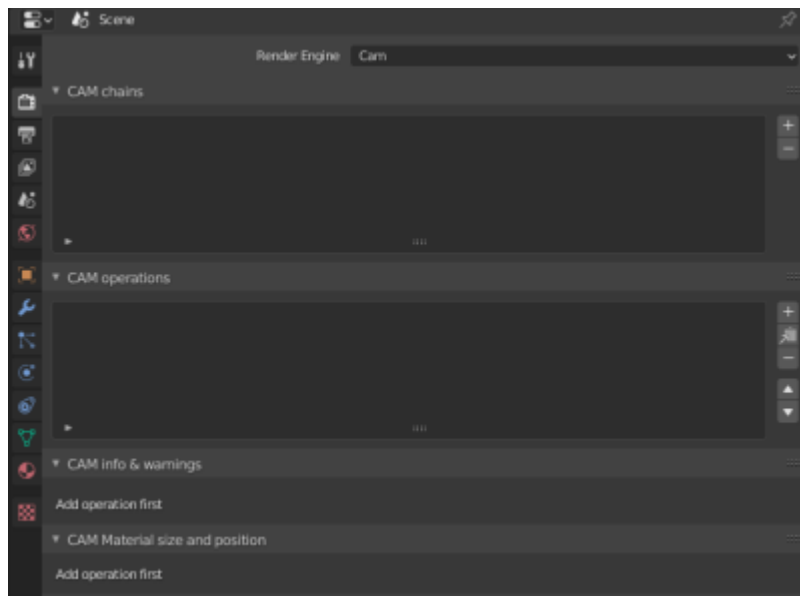 Scene
Render Engine Cam
CAM chains
CAM operations
CAM info & warnings
Add operation first
CAM Material size and position
Add operation first